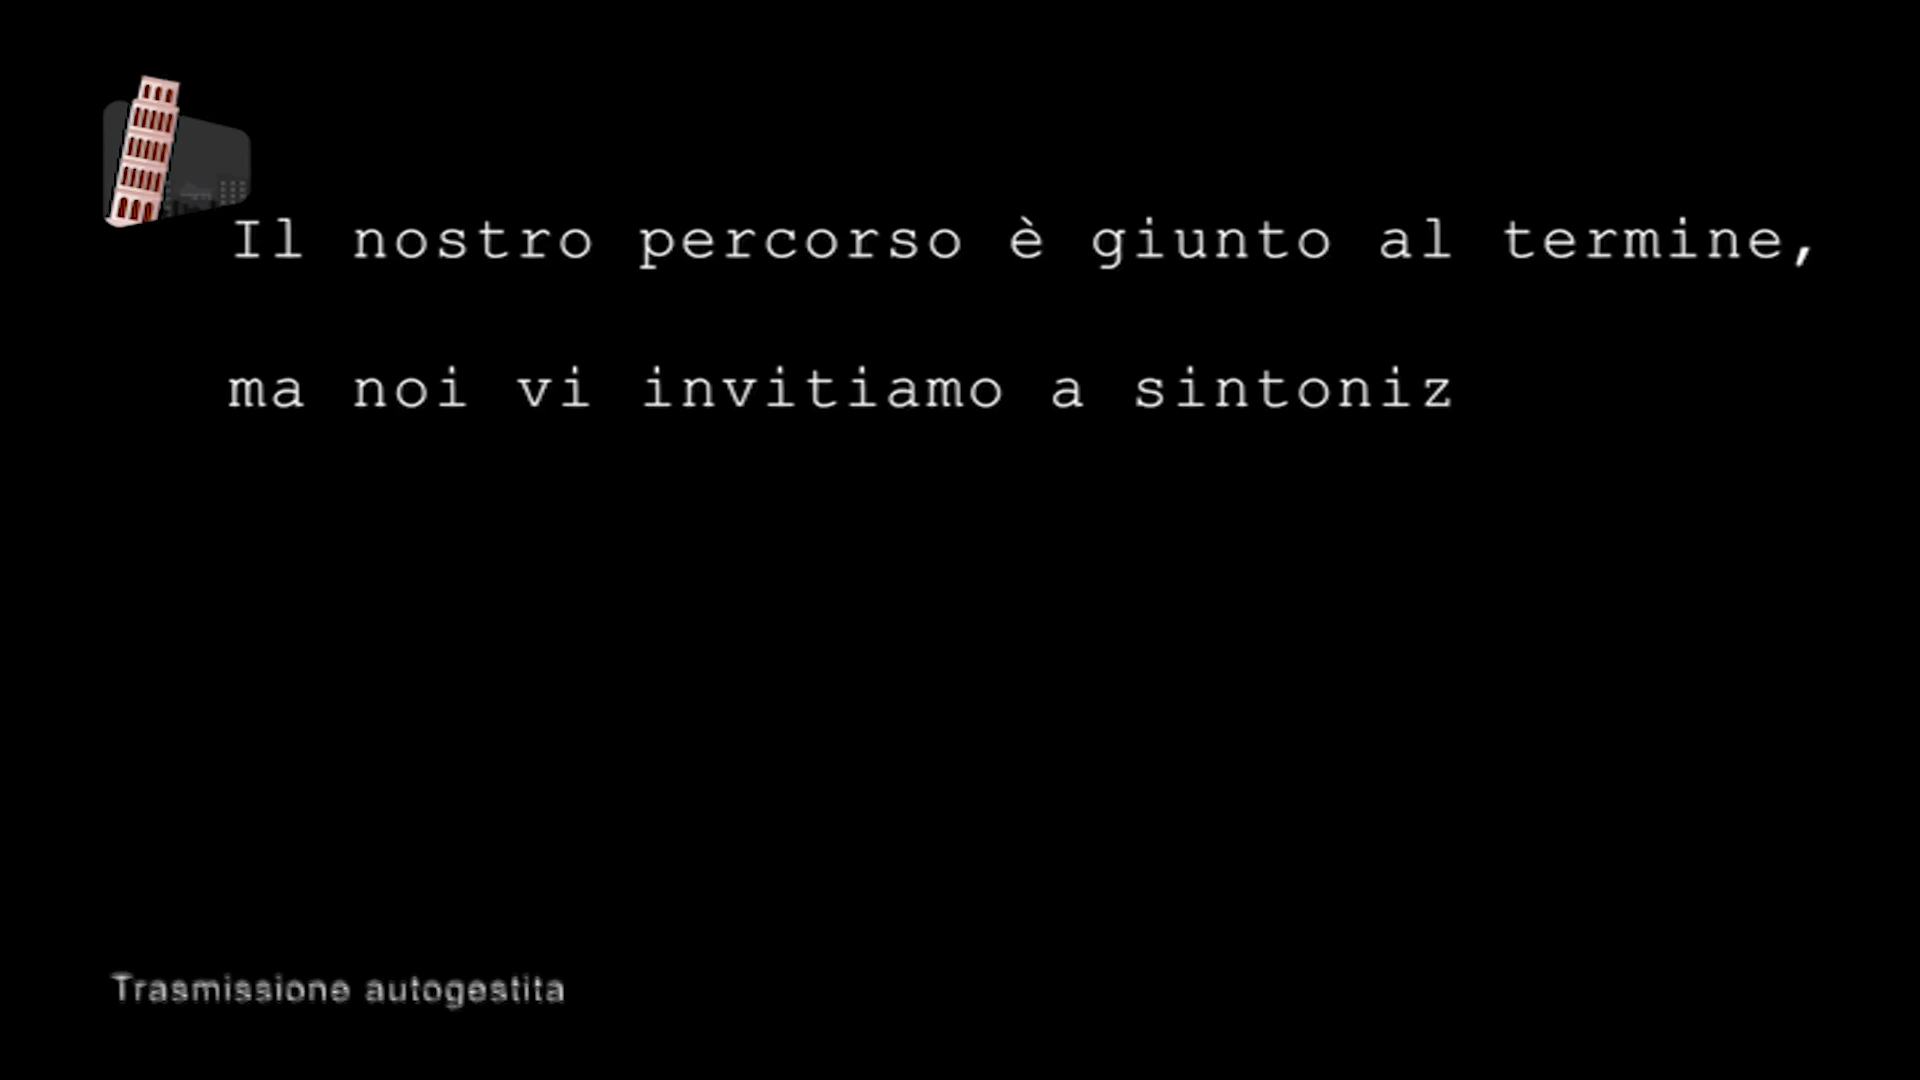 Il nostro percorso è giunto al termine,
ma noi vi invitiamo a sintoniz
Trasmissione autogestita